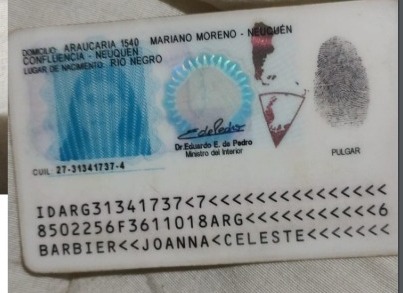 DOMICILIO: ARAUCARIA 1540 MARIANO MORENO - NEUQUÉN
CONFLUENCIA - NEUQUEN
LUGAR DE NACIMIENTO: RIO NEGRO
Dr. Eduardo E. de Pedro
Ministro del Interior
PULGAR
CUIL: 27-31341737-4
IDARG31341737<7<<<<<<<<<<<<<<<
8502256F3611018ARG<<<<<<<<<<<6
BARBIER<<JOANNA<CELESTE<<<<<<<